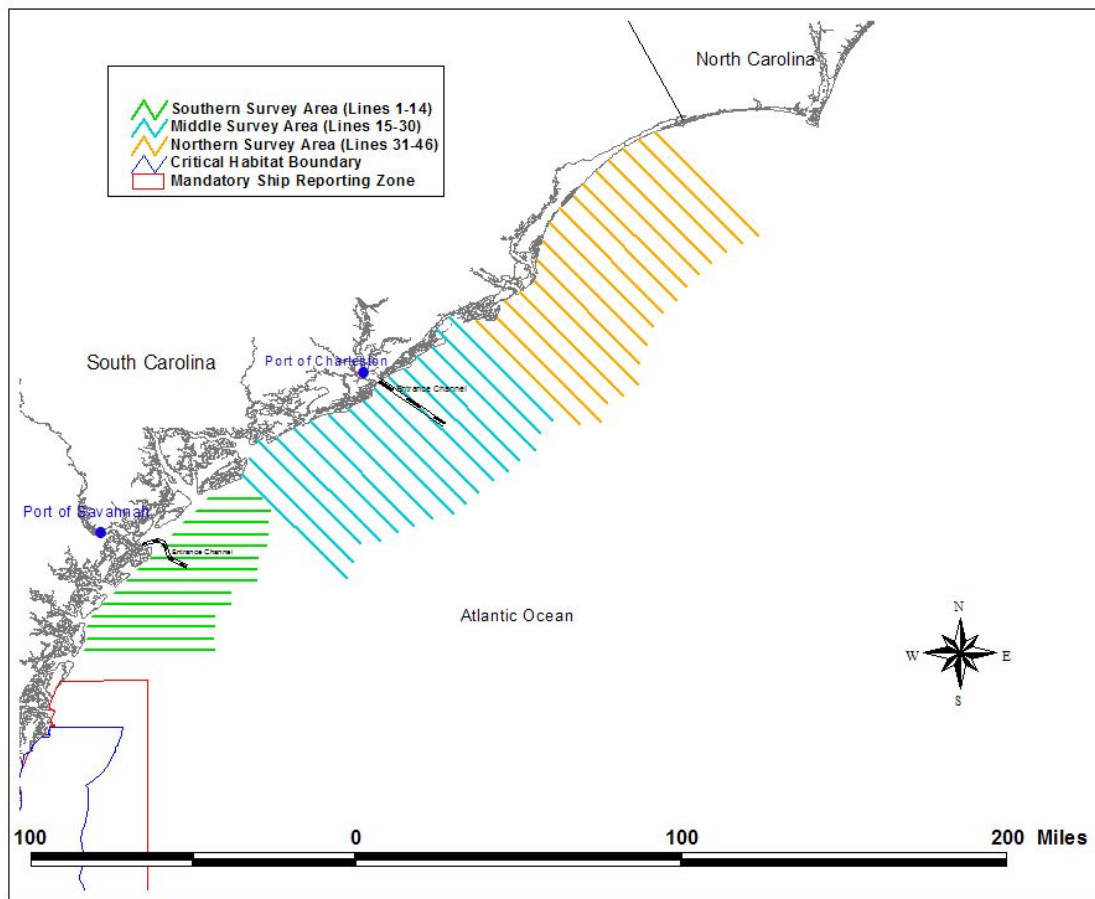 North Carolina
Southern Survey Area (Lines 1-14)
Middle Survey Area (Lines 15-30)
Northern Survey Area (Lines 31-46)
Critical Habitat Boundary
Mandatory Ship Reporting Zone
South Carolina
Port of Charleston
Entrance Channel
Port of Savannah
Entrance Channel
Atlantic Ocean
N
W E
S
100 0 100 200 Miles